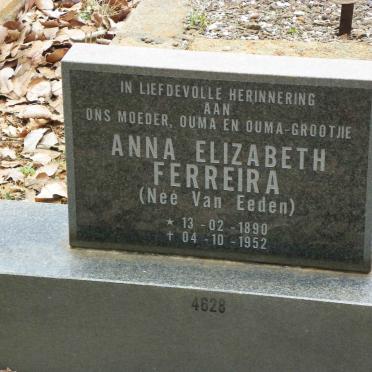 IN LIEFDEVOLLE HERINNERING
AAN
ONS MOEDER, OUMA EN OUMA-GROOTJIE
ANNA ELIZABETH
FERREIRA
(Neé Van Eeden)
* 13-02-1890
✝ 04-10-1952
4628